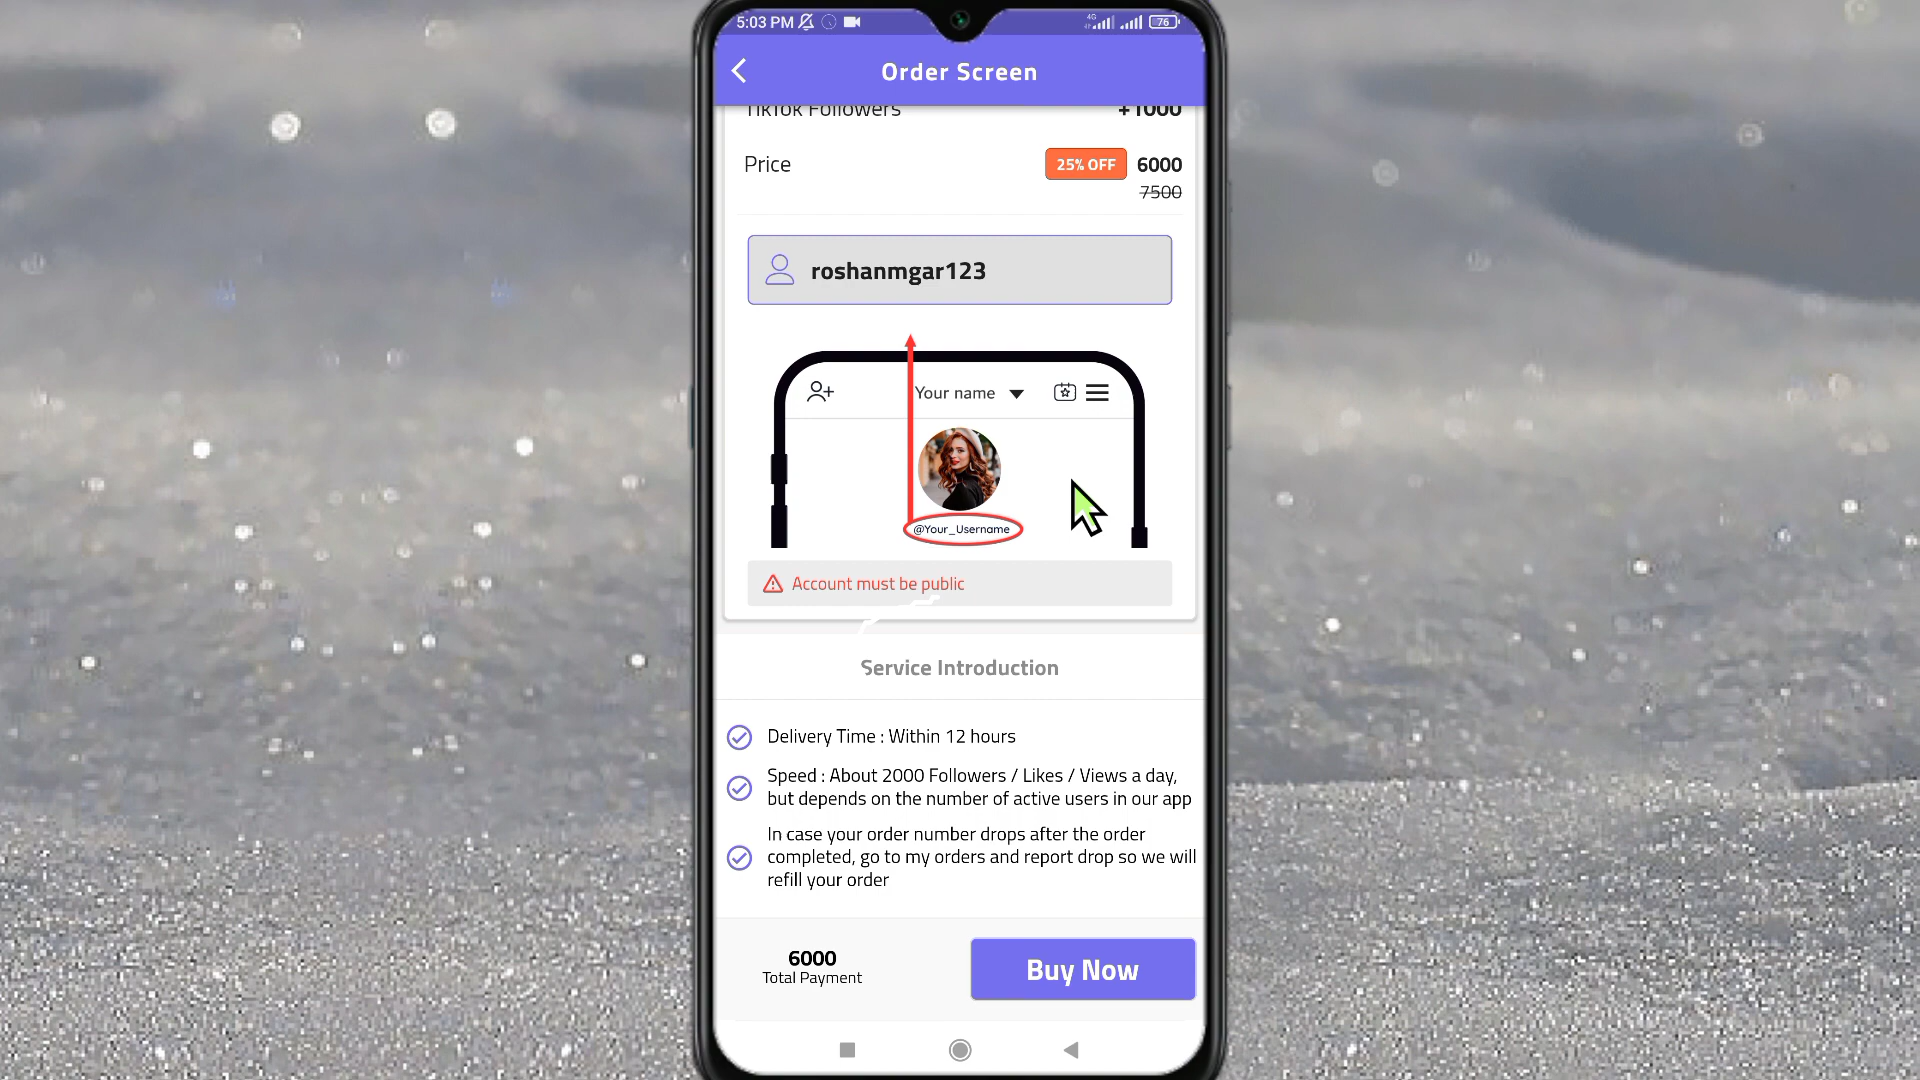 5:03 PM
4G
76
Order Screen
TikTok Followers
+1000
Price
25% OFF
6000
7500
roshanmgar123
Your name
@Your_Username
Account must be public
Service Introduction
Delivery Time : Within 12 hours
Speed : About 2000 Followers / Likes / Views a day,
but depends on the number of active users in our app
In case your order number drops after the order
completed, go to my orders and report drop so we will
refill your order
6000
Total Payment
Buy Now